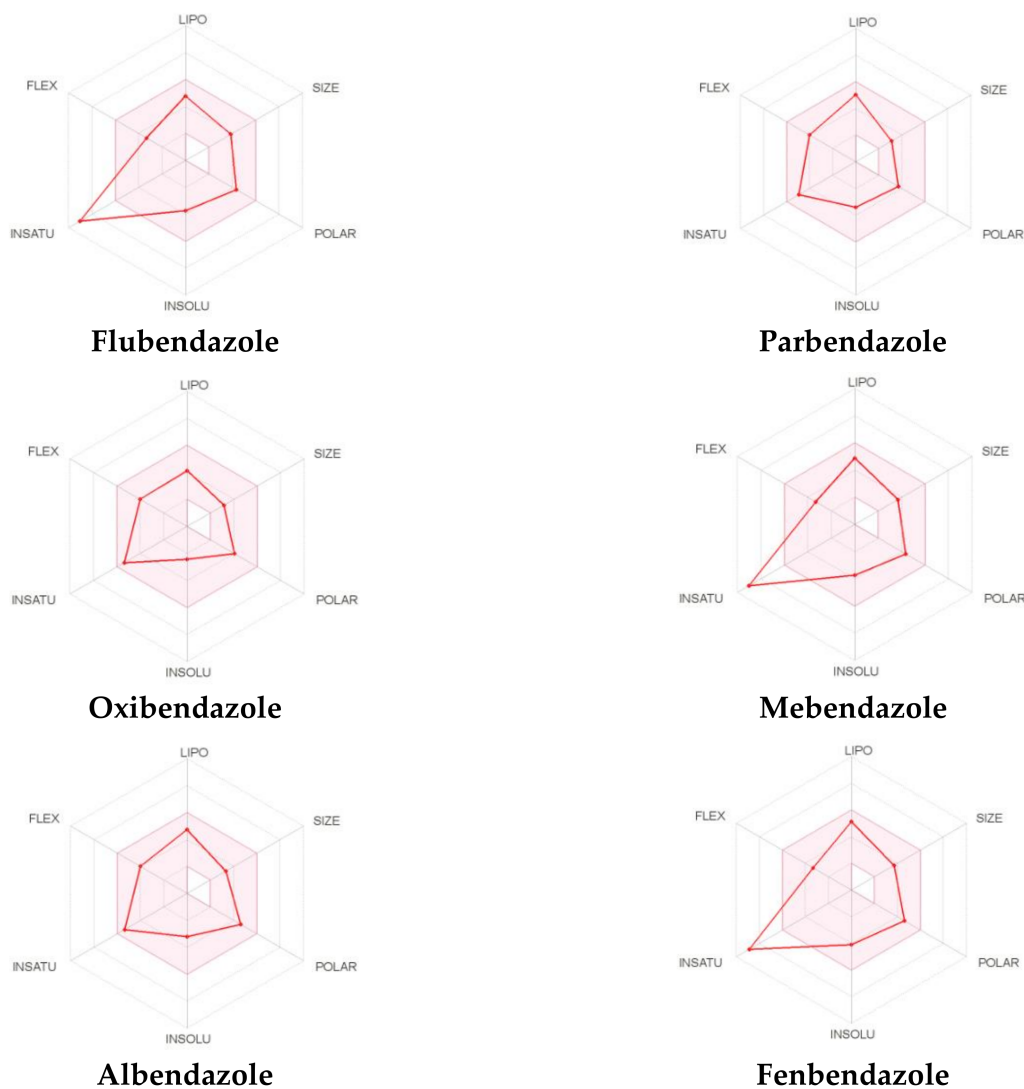 LIPO
FLEX
SIZE
INSATU
POLAR
INSOLU
Flubendazole
LIPO
FLEX
SIZE
INSATU
POLAR
INSOLU
Parbendazole
LIPO
FLEX
SIZE
INSATU
POLAR
INSOLU
Oxibendazole
LIPO
FLEX
SIZE
INSATU
POLAR
INSOLU
Mebendazole
LIPO
FLEX
SIZE
INSATU
POLAR
INSOLU
Albendazole
LIPO
FLEX
SIZE
INSATU
POLAR
INSOLU
Fenbendazole